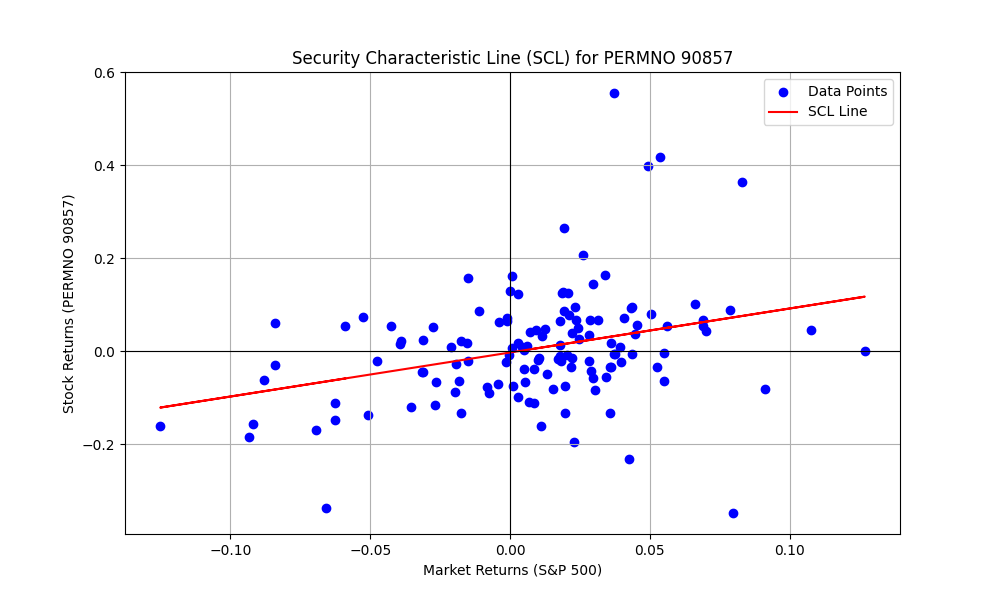 Security Characteristic Line (SCL) for PERMNO 90857
Data Points
SCL Line
Stock Returns (PERMNO 90857)
0.6
0.4
0.2
0.0
−0.2
−0.10
−0.05
0.00
0.05
0.10
Market Returns (S&P 500)